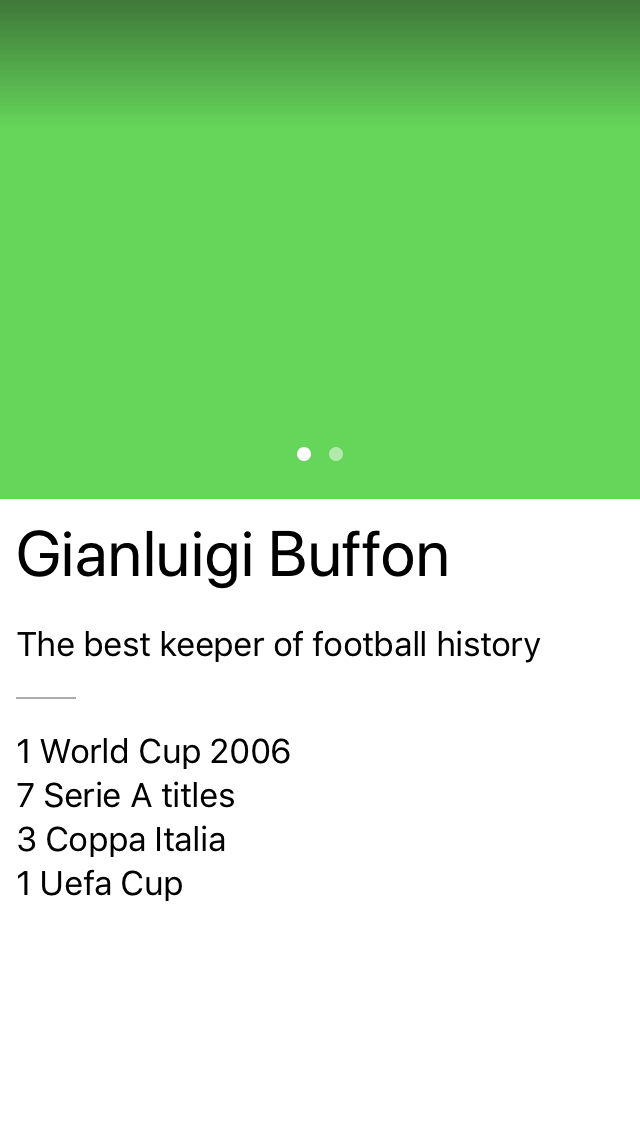 Gianluigi Buffon
The best keeper of football history
1 World Cup 2006
7 Serie A titles
3 Coppa Italia
1 Uefa Cup